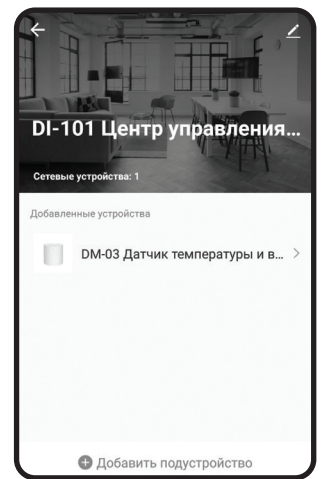 DI-101 Центр управления...
Сетевые устройства: 1
Добавленные устройства
DM-03 Датчик температуры и в...
Добавить подустройство